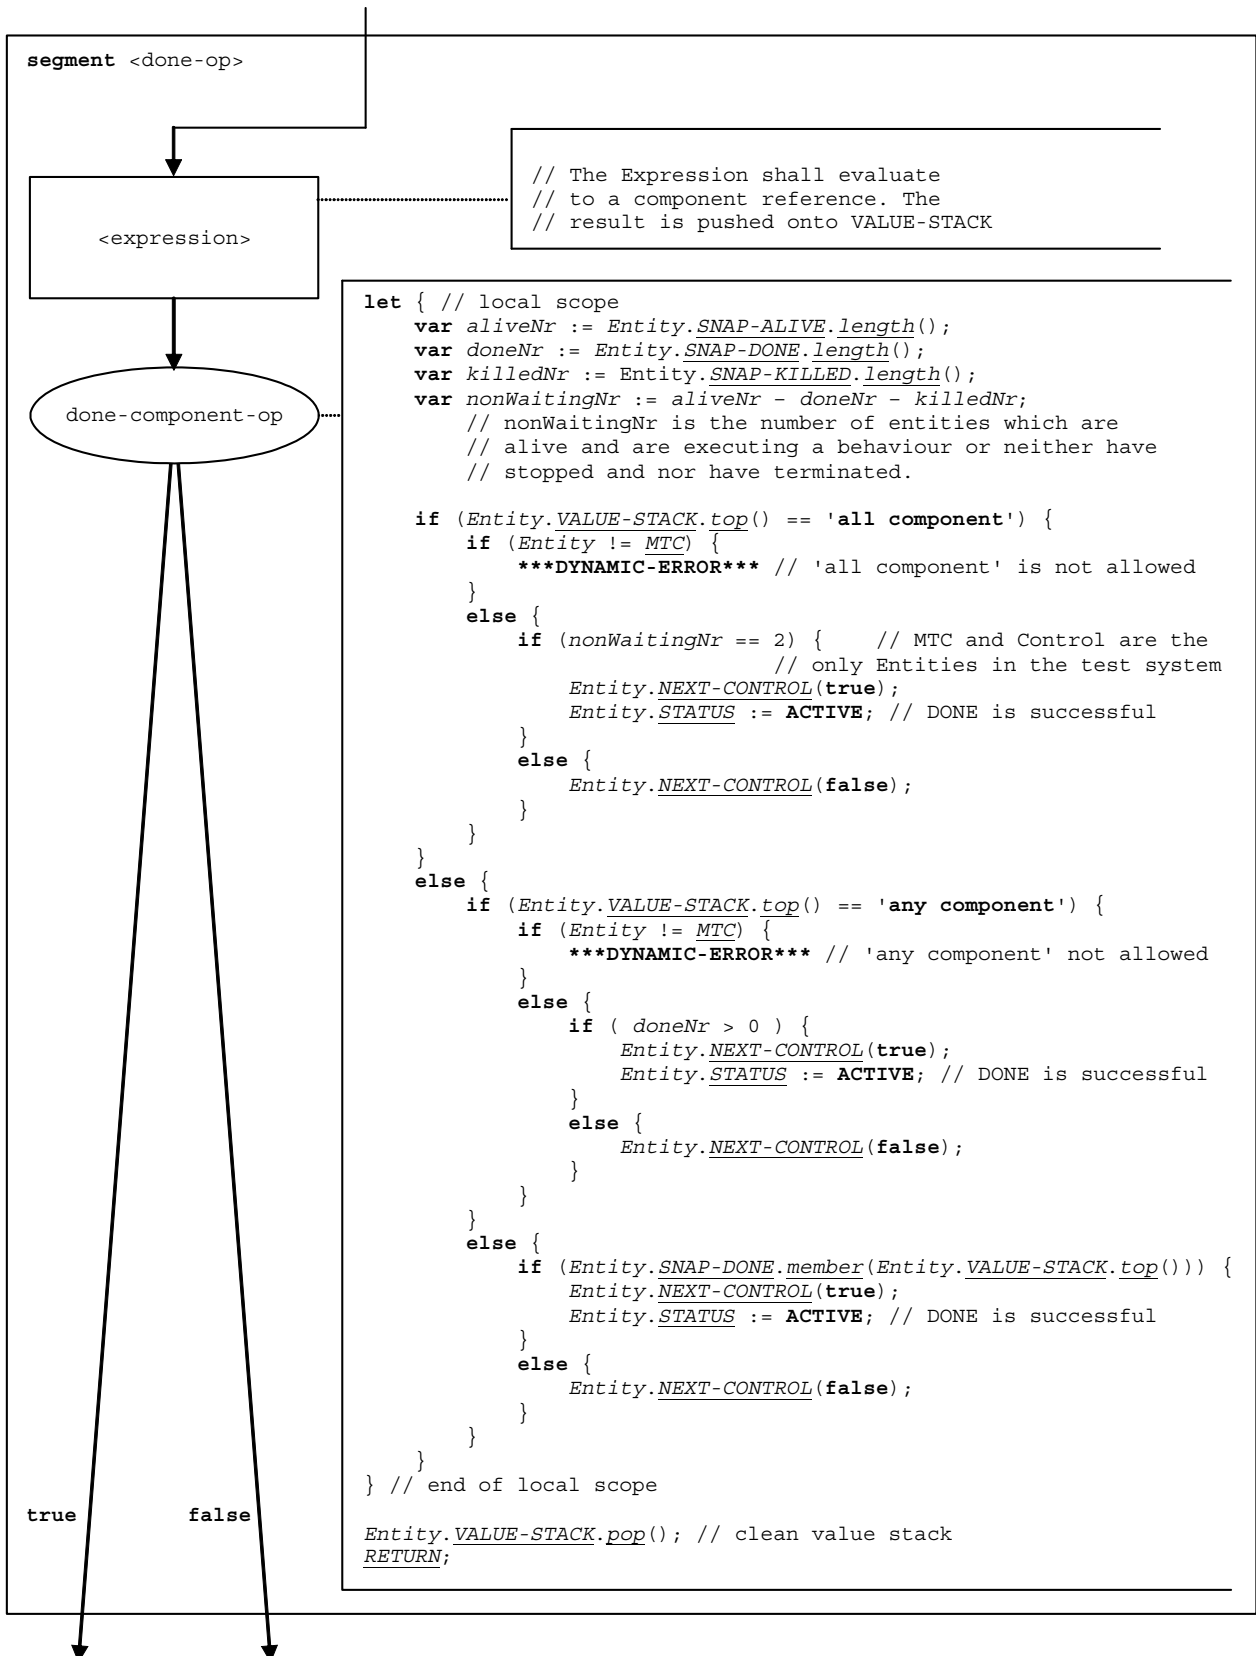 segment <done-op>
// The Expression shall evaluate
// to a component reference. The
// result is pushed onto VALUE-STACK
<expression>
done-component-op
let { // local scope
    var aliveNr := Entity.SNAP-ALIVE.length();
    var doneNr := Entity.SNAP-DONE.length();
    var killedNr := Entity.SNAP-KILLED.length();
    var nonWaitingNr := aliveNr – doneNr – killedNr;
        // nonWaitingNr is the number of entities which are
        // alive and are executing a behaviour or neither have
        // stopped and nor have terminated.
    if (Entity.VALUE-STACK.top() == 'all component') {
        if (Entity != MTC) {
            ***DYNAMIC-ERROR*** // 'all component' is not allowed
        }
        else {
            if (nonWaitingNr == 2) {    // MTC and Control are the
                                // only Entities in the test system
                Entity.NEXT-CONTROL(true);
                Entity.STATUS := ACTIVE; // DONE is successful
            }
            else {
                Entity.NEXT-CONTROL(false);
            }
        }
    }
    else {
        if (Entity.VALUE-STACK.top() == 'any component') {
            if (Entity != MTC) {
                ***DYNAMIC-ERROR*** // 'any component' not allowed
            }
            else {
                if ( doneNr > 0 ) {
                    Entity.NEXT-CONTROL(true);
                    Entity.STATUS := ACTIVE; // DONE is successful
                }
                else {
                    Entity.NEXT-CONTROL(false);
                }
            }
        }
        else {
            if (Entity.SNAP-DONE.member(Entity.VALUE-STACK.top())) {
                Entity.NEXT-CONTROL(true);
                Entity.STATUS := ACTIVE; // DONE is successful
            }
            else {
                Entity.NEXT-CONTROL(false);
            }
        }
    }
} // end of local scope
Entity.VALUE-STACK.pop(); // clean value stack
RETURN;
true
false